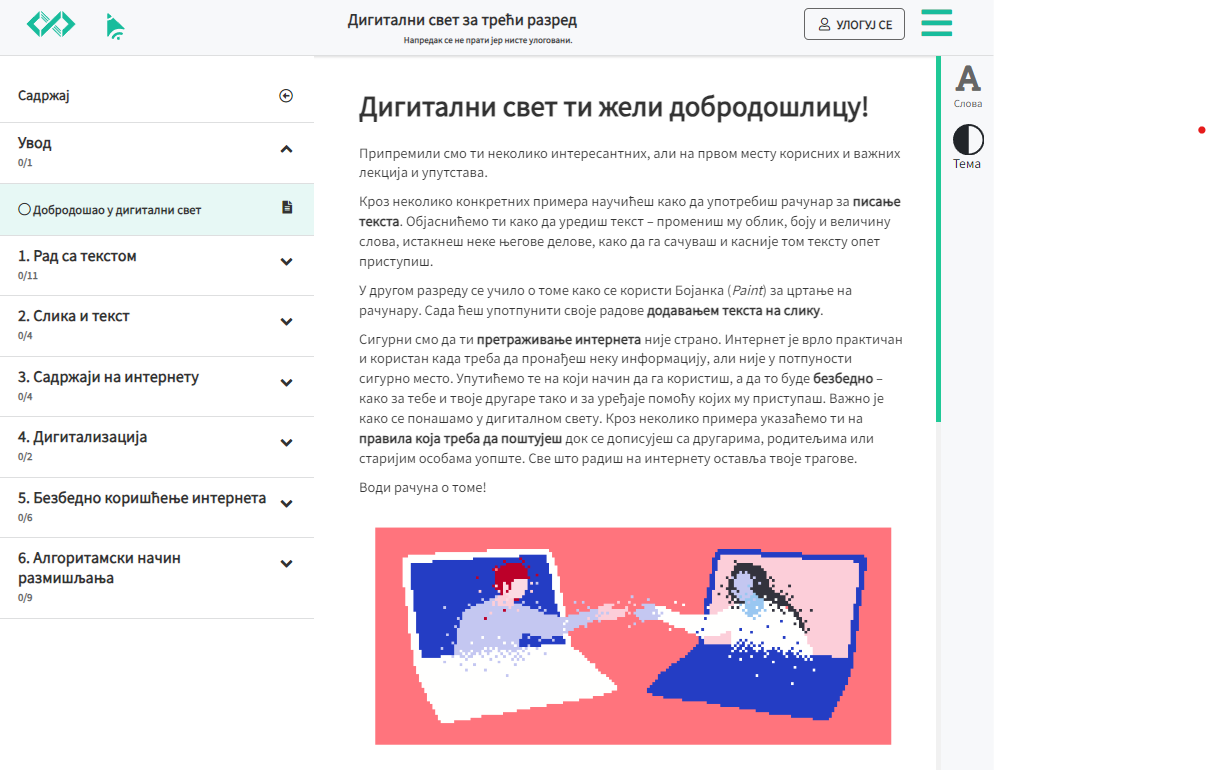 Дигитални свет за трећи разред
Напредак се не прати јер нисте улоговани.
УЛОГУЈ СЕ
Садржај
Увод
0/1
Добродошао у дигитални свет
1. Рад са текстом
0/11
2. Слика и текст
0/4
3. Садржаји на интернету
0/4
4. Дигитализација
0/2
5. Безбедно коришћење интернета
0/6
6. Алгоритамски начин
размишљања
0/9
Дигитални свет ти жели добродошлицу!
Припремили смо ти неколико интересантних, али на првом месту корисних и важних
лекција и упутстава.
Кроз неколико конкретних примера научићеш како да употребиш рачунар за писање
текста. Објаснићемо ти како да уредиш текст – промениш му облик, боју и величину
слова, истакнеш неке његове делове, како да га сачуваш и касније том тексту опет
приступиш.
У другом разреду се учило о томе како се користи Бојанка (Paint) за цртање на
рачунару. Сада ћеш употпунити своје радове додавањем текста на слику.
Сигурни смо да ти претраживање интернета није страно. Интернет је врло практичан
и користан када треба да пронађеш неку информацију, али није у потпуности
сигурно место. Упутићемо те на који начин да га користиш, а да то буде безбедно –
како за тебе и твоје другаре тако и за уређаје помоћу којих му приступаш. Важно је
како се понашамо у дигиталном свету. Кроз неколико примера указаћемо ти на
правила која треба да поштујеш док се дописујеш са другарима, родитељима или
старијим особама уопште. Све што радиш на интернету оставља твоје трагове.
Води рачуна о томе!
A
Слова
Тема